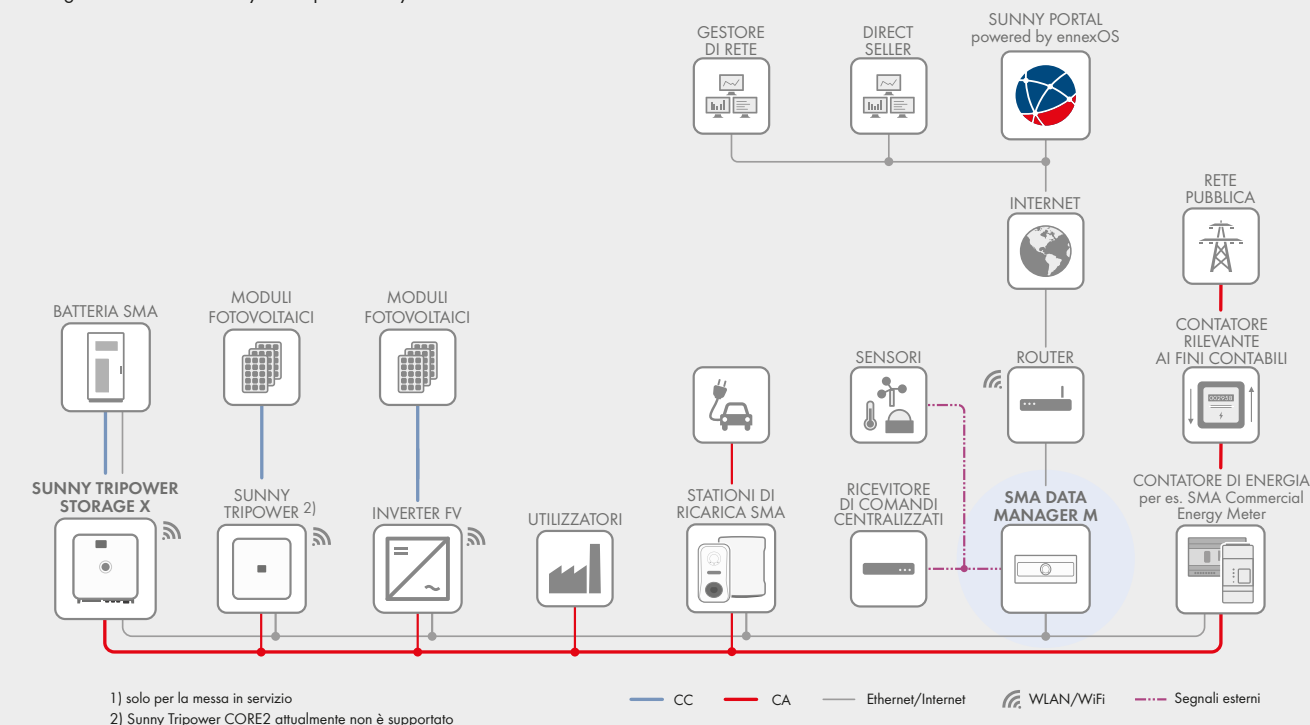 GESTORE
DI RETE
DIRECT
SELLER
SUNNY PORTAL
powered by ennexOS
INTERNET
RETE
PUBBLICA
BATTERIA SMA
MODULI
FOTOVOLTAICI
MODULI
FOTOVOLTAICI
SENSORI
ROUTER
CONTATORE
RILEVANTE
AI FINI CONTABILI
SUNNY TRIPOWER
STORAGE X
SUNNY
TRIPOWER 2)
INVERTER FV
UTILIZZATORI
STATIONI DI
RICARICA SMA
RICEVITORE
DI COMANDI
CENTRALIZZATI
SMA DATA
MANAGER M
CONTATORE DI ENERGIA
per es. SMA Commercial
Energy Meter
1) solo per la messa in servizio
2) Sunny Tripower CORE2 attualmente non è supportato
CC
CA
Ethernet/Internet
WLAN/WiFi
Segnali esterni